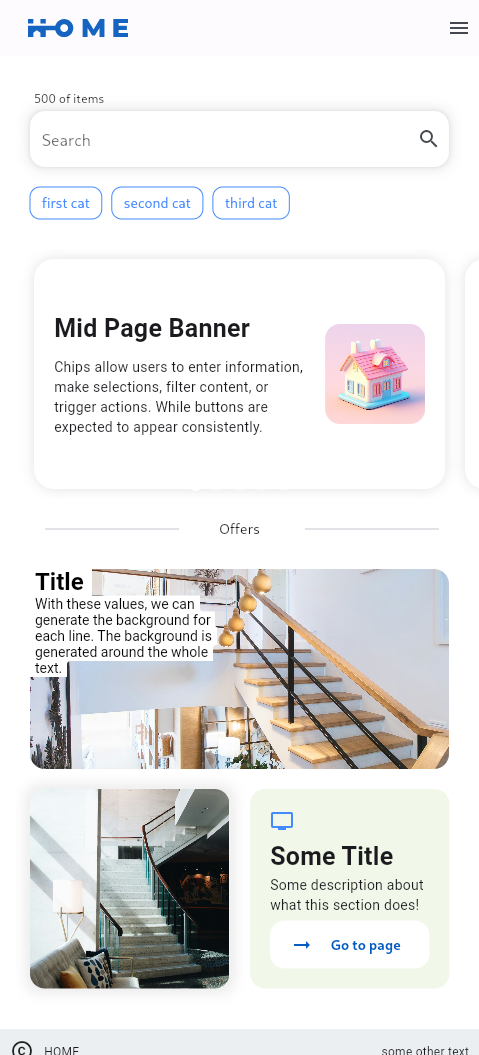 HOME
500 of items
Search
first cat
second cat
third cat
Mid Page Banner
Chips allow users to enter information,
make selections, filter content, or
trigger actions. While buttons are
expected to appear consistently.
Offers
Title
With these values, we can
generate the background for
each line. The background is
generated around the whole
text.
Some Title
Some description about
what this section does!
Go to page
© HOME
some other text